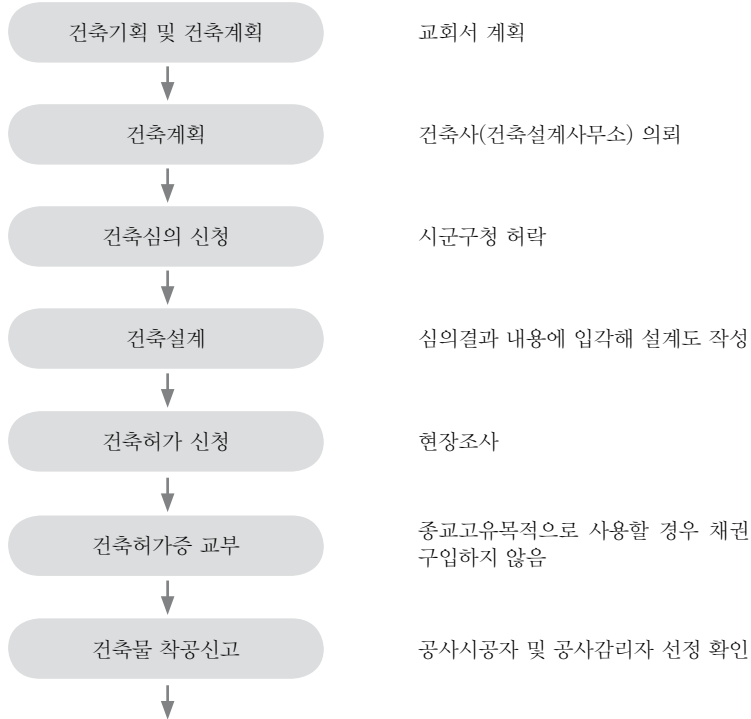 건축기획 및 건축계획
교회서 계획
건축계획
건축사(건축설계사무소) 의뢰
건축심의 신청
시군구청 허락
건축설계
심의결과 내용에 입각해 설계도 작성
건축허가 신청
현장조사
건축허가증 교부
종교고유목적으로 사용할 경우 채권
구입하지 않음
건축물 착공신고
공사시공자 및 공사감리자 선정 확인